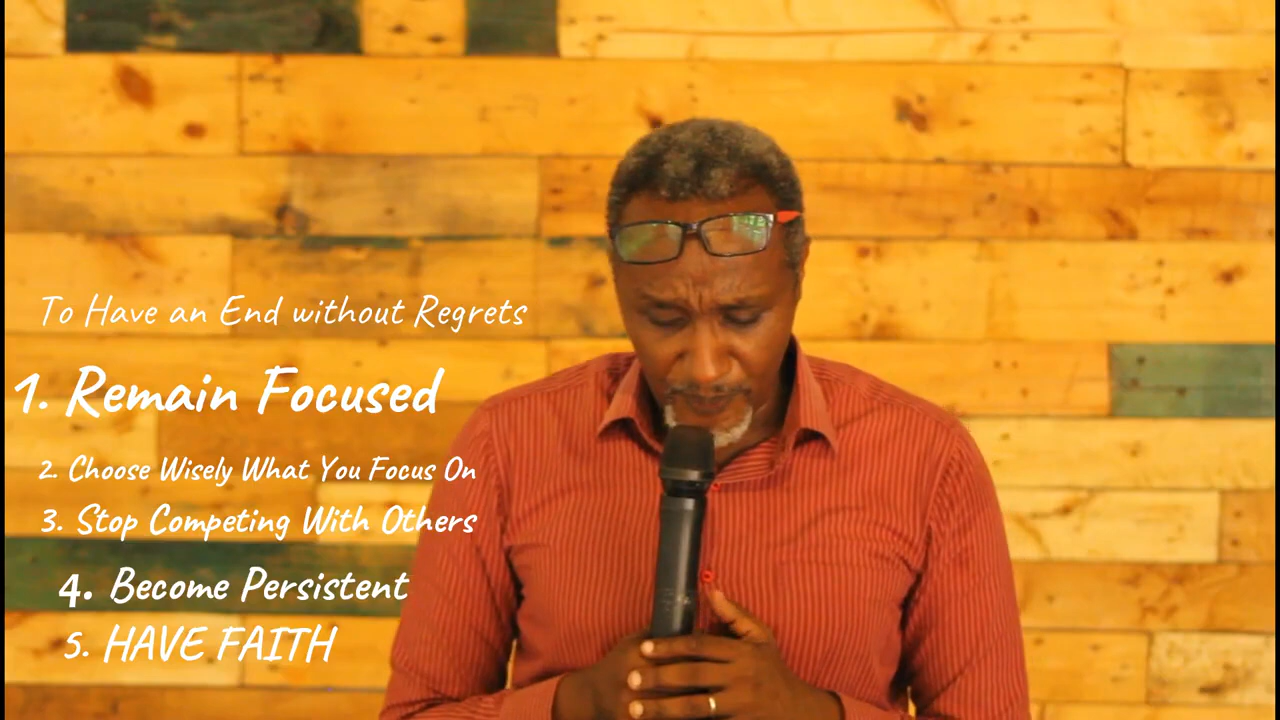 To Have an End without Regrets
1. Remain Focused
2. Choose Wisely What You Focus On
3. Stop Competing With Others
4. Become Persistent
5. HAVE FAITH